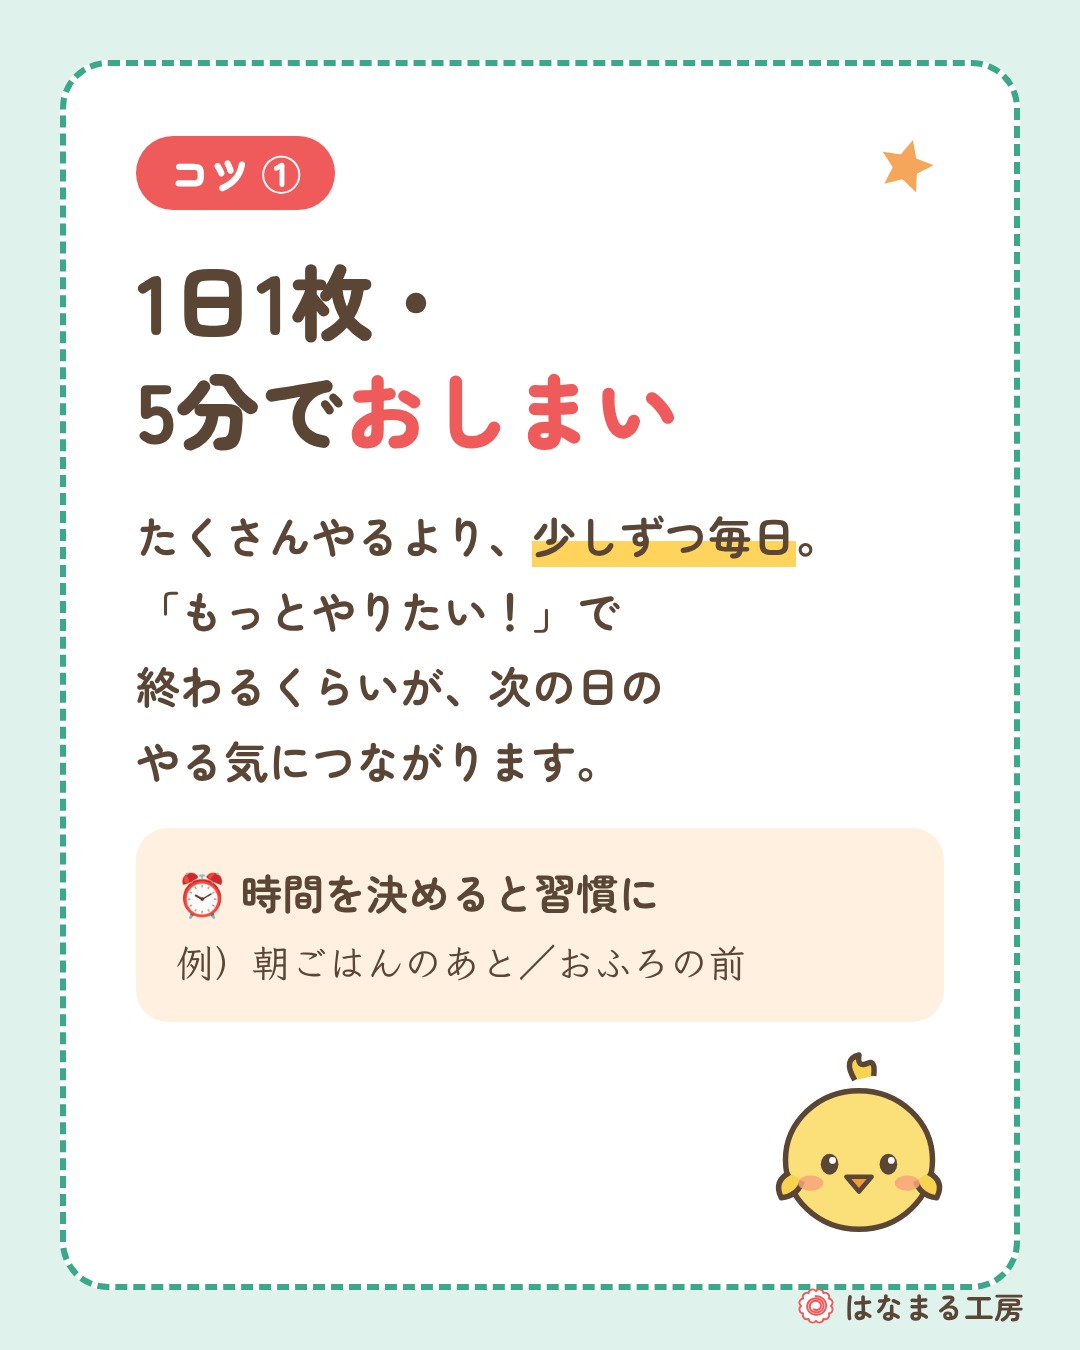 コツ ①
1日1枚・
5分でおしまい
たくさんやるより、少しずつ毎日。
「もっとやりたい！」で
終わるくらいが、次の日の
やる気につながります。
⏰ 時間を決めると習慣に
例）朝ごはんのあと／おふろの前
はなまる工房